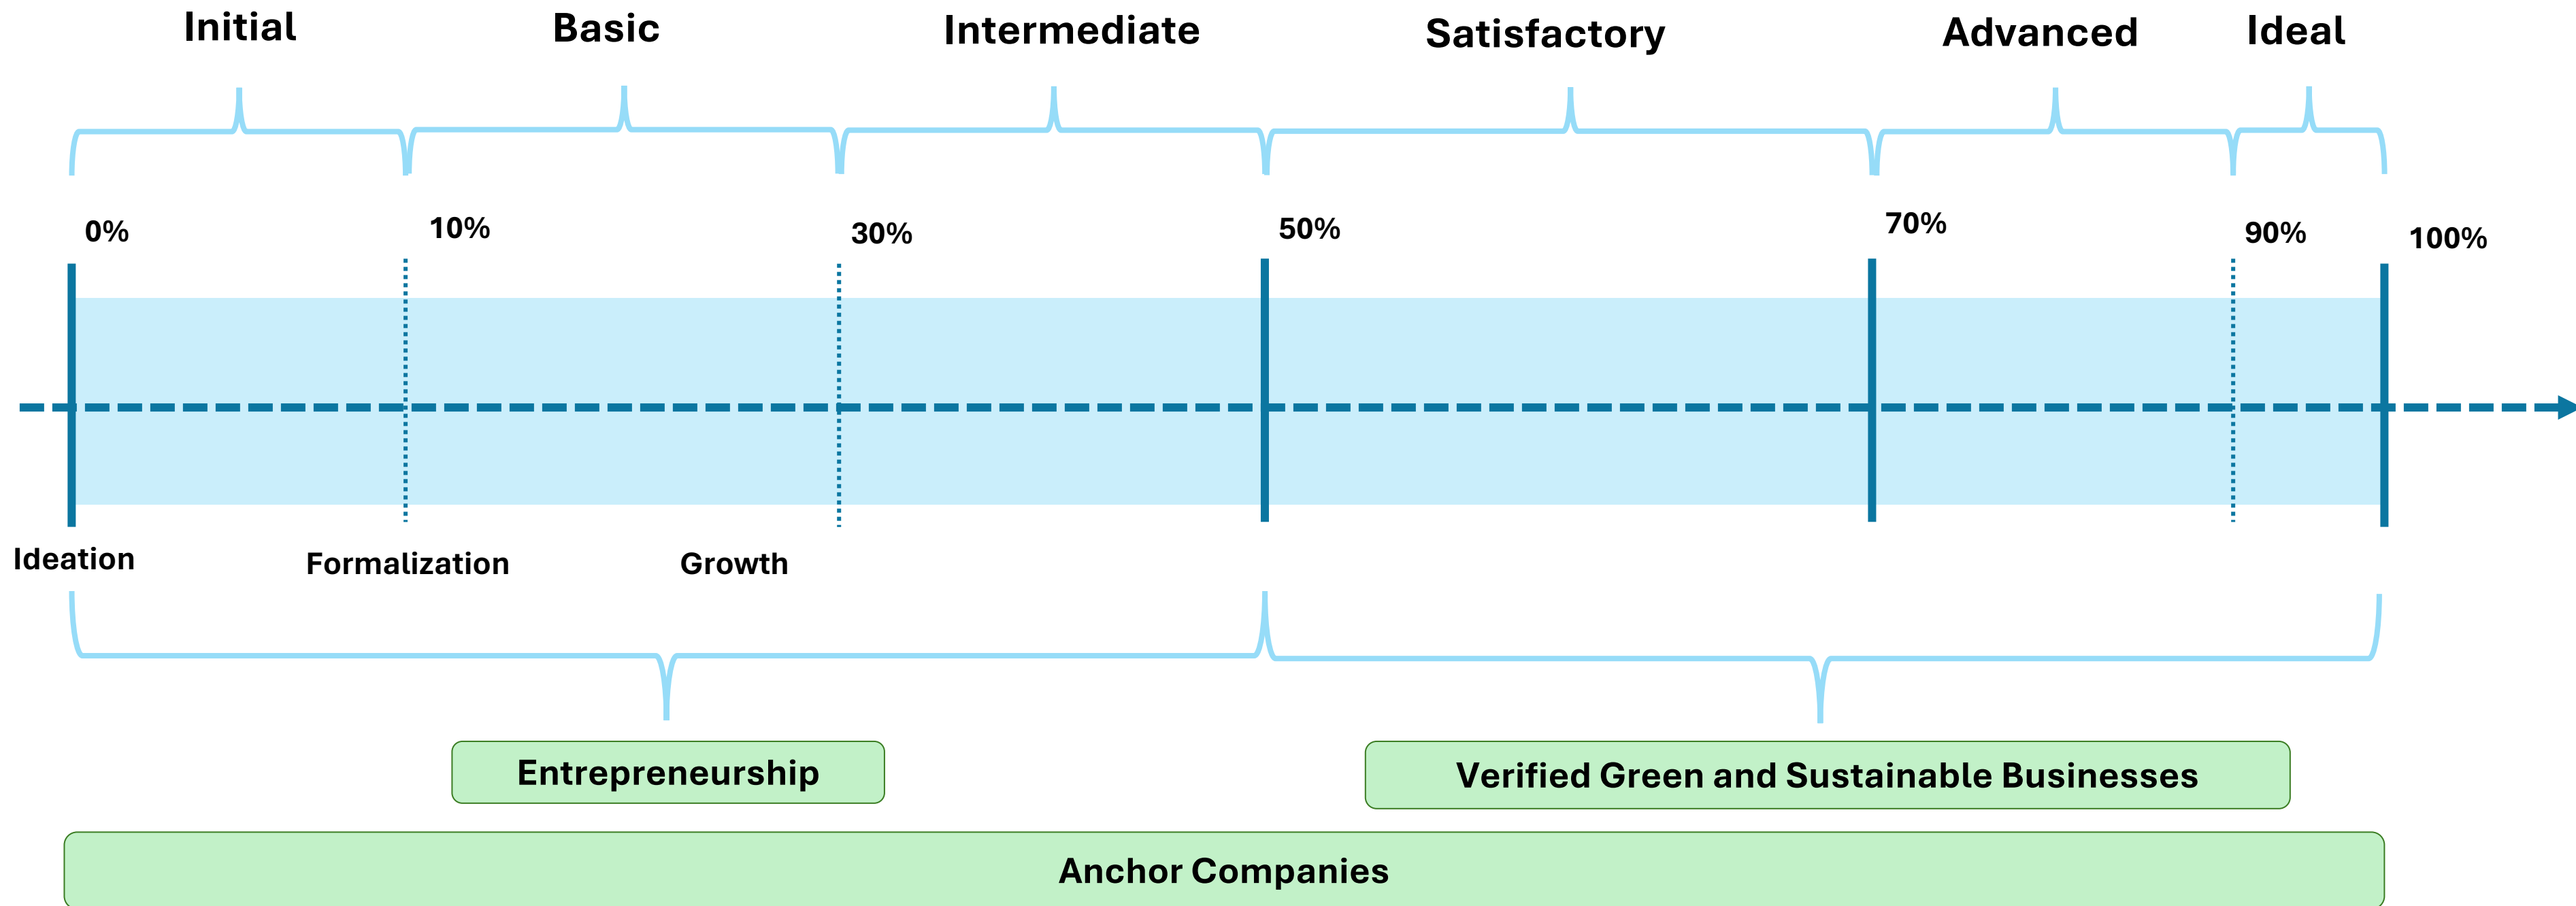 Initial
Basic
Intermediate
Satisfactory
Advanced
Ideal
0%
10%
30%
50%
70%
90%
100%
Ideation
Formalization
Growth
Entrepreneurship
Verified Green and Sustainable Businesses
Anchor Companies